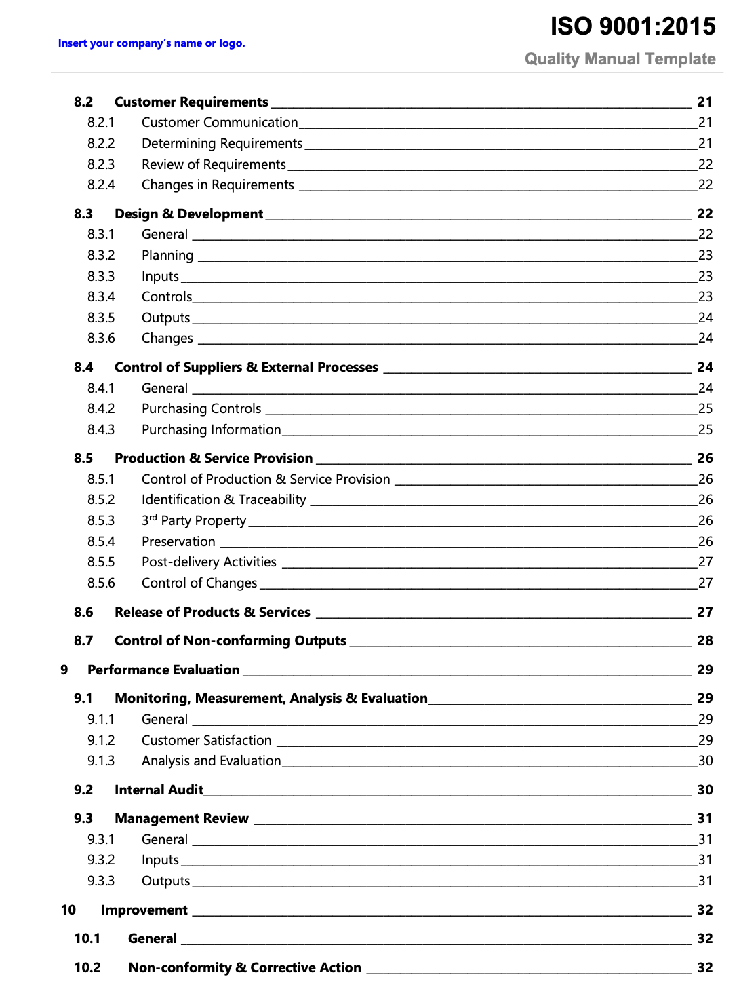 ISO 9001:2015
Insert your company's name or logo.
Quality Manual Template
8.2 Customer Requirements 21
8.2.1 Customer Communication 21
8.2.2 Determining Requirements 21
8.2.3 Review of Requirements 22
8.2.4 Changes in Requirements 22
8.3 Design & Development 22
8.3.1 General 22
8.3.2 Planning 23
8.3.3 Inputs 23
8.3.4 Controls 23
8.3.5 Outputs 24
8.3.6 Changes 24
8.4 Control of Suppliers & External Processes 24
8.4.1 General 24
8.4.2 Purchasing Controls 25
8.4.3 Purchasing Information 25
8.5 Production & Service Provision 26
8.5.1 Control of Production & Service Provision 26
8.5.2 Identification & Traceability 26
8.5.3 3rd Party Property 26
8.5.4 Preservation 26
8.5.5 Post-delivery Activities 27
8.5.6 Control of Changes 27
8.6 Release of Products & Services 27
8.7 Control of Non-conforming Outputs 28
9 Performance Evaluation 29
9.1 Monitoring, Measurement, Analysis & Evaluation 29
9.1.1 General 29
9.1.2 Customer Satisfaction 29
9.1.3 Analysis and Evaluation 30
9.2 Internal Audit 30
9.3 Management Review 31
9.3.1 General 31
9.3.2 Inputs 31
9.3.3 Outputs 31
10 Improvement 32
10.1 General 32
10.2 Non-conformity & Corrective Action 32